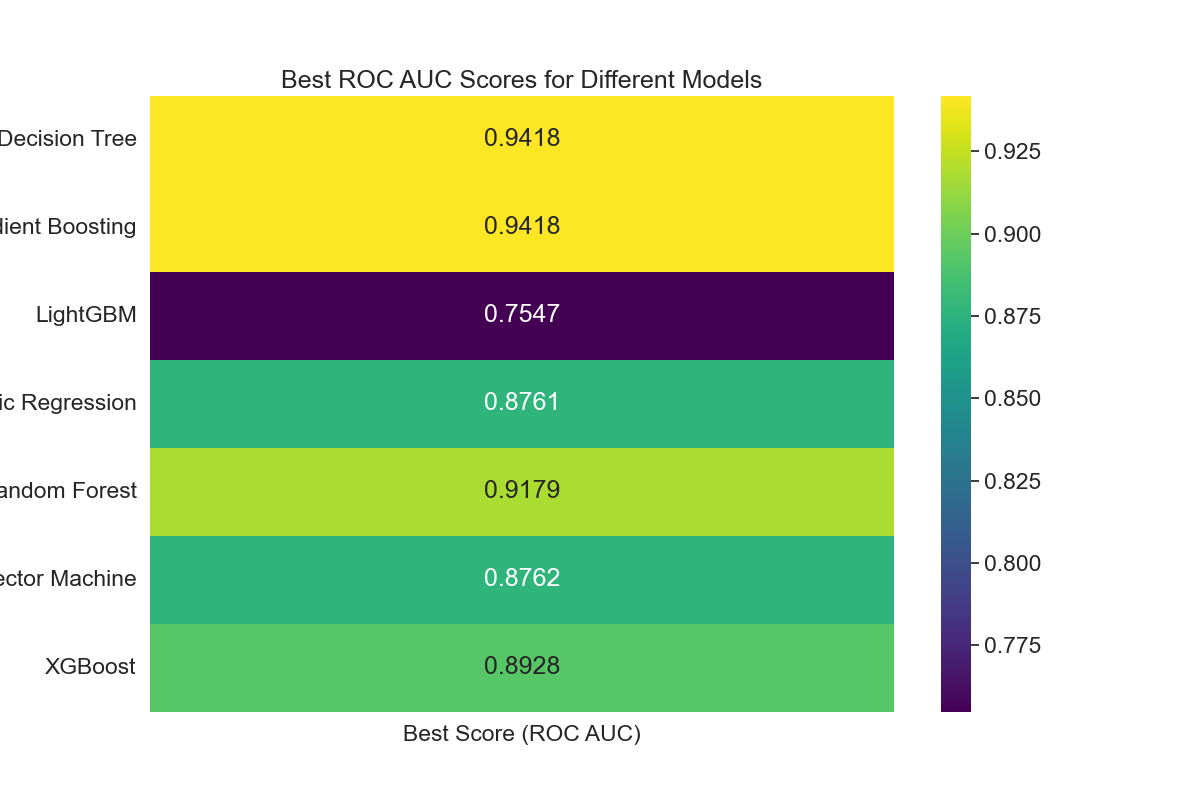 Best ROC AUC Scores for Different Models
Decision Tree
0.9418
dient Boosting
0.9418
LightGBM
0.7547
ic Regression
0.8761
andom Forest
0.9179
ector Machine
0.8762
XGBoost
0.8928
Best Score (ROC AUC)
0.925
0.900
0.875
0.850
0.825
0.800
0.775